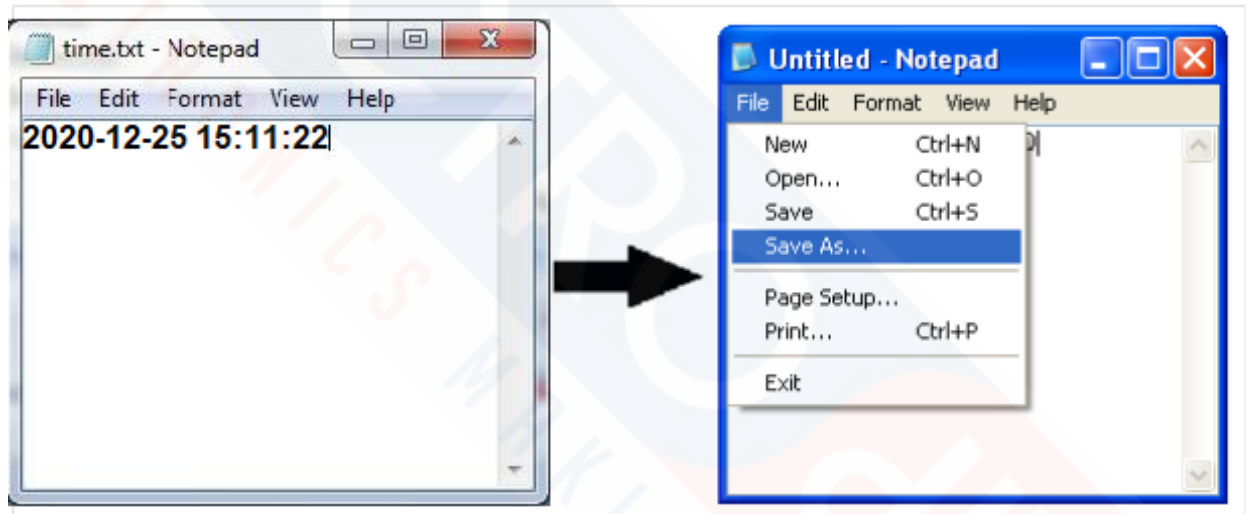 time.txt - Notepad
File Edit Format View Help
2020-12-25 15:11:22
Untitled - Notepad
File Edit Format View Help
New Ctrl+N
Open... Ctrl+O
Save Ctrl+S
Save As...
Page Setup...
Print... Ctrl+P
Exit